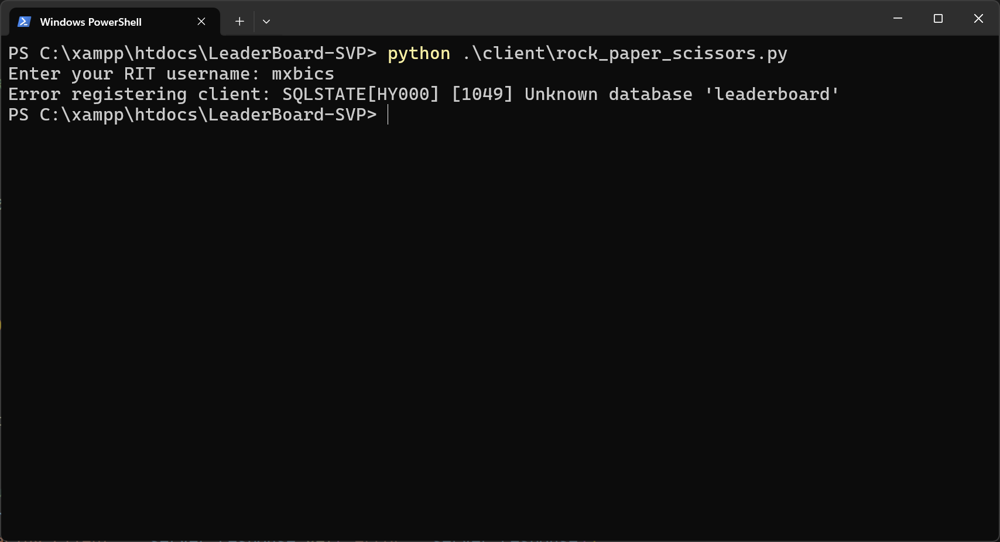 Windows PowerShell
PS C:\xampp\htdocs\LeaderBoard-SVP> python .\client\rock_paper_scissors.py
Enter your RIT username: mxbics
Error registering client: SQLSTATE[HY000] [1049] Unknown database 'leaderboard'
PS C:\xampp\htdocs\LeaderBoard-SVP>